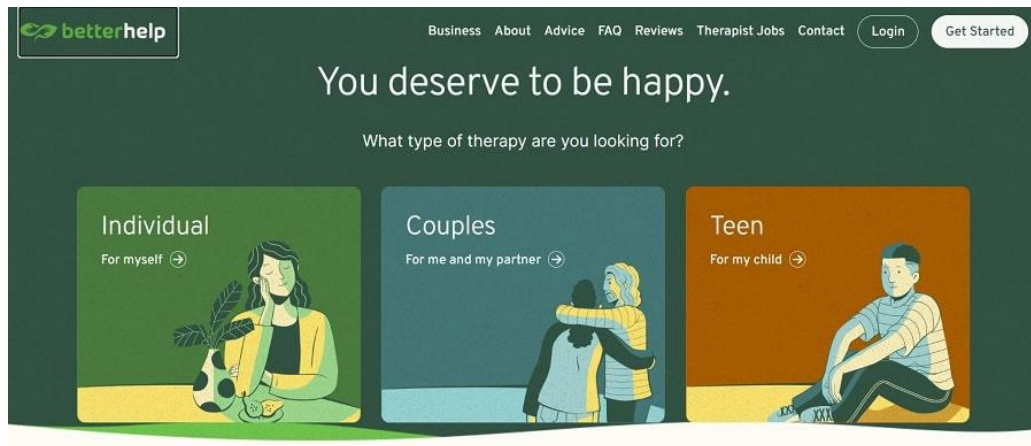 betterhelp
Business About Advice FAQ Reviews Therapist Jobs Contact Login Get Started
You deserve to be happy.
What type of therapy are you looking for?
Individual
For myself
Couples
For me and my partner
Teen
For my child